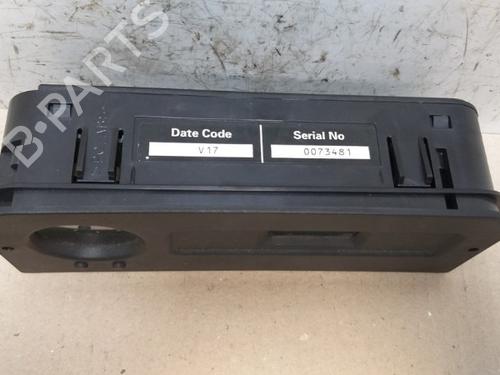 B-PARTS
Date Code
Serial No
V.17
0073481